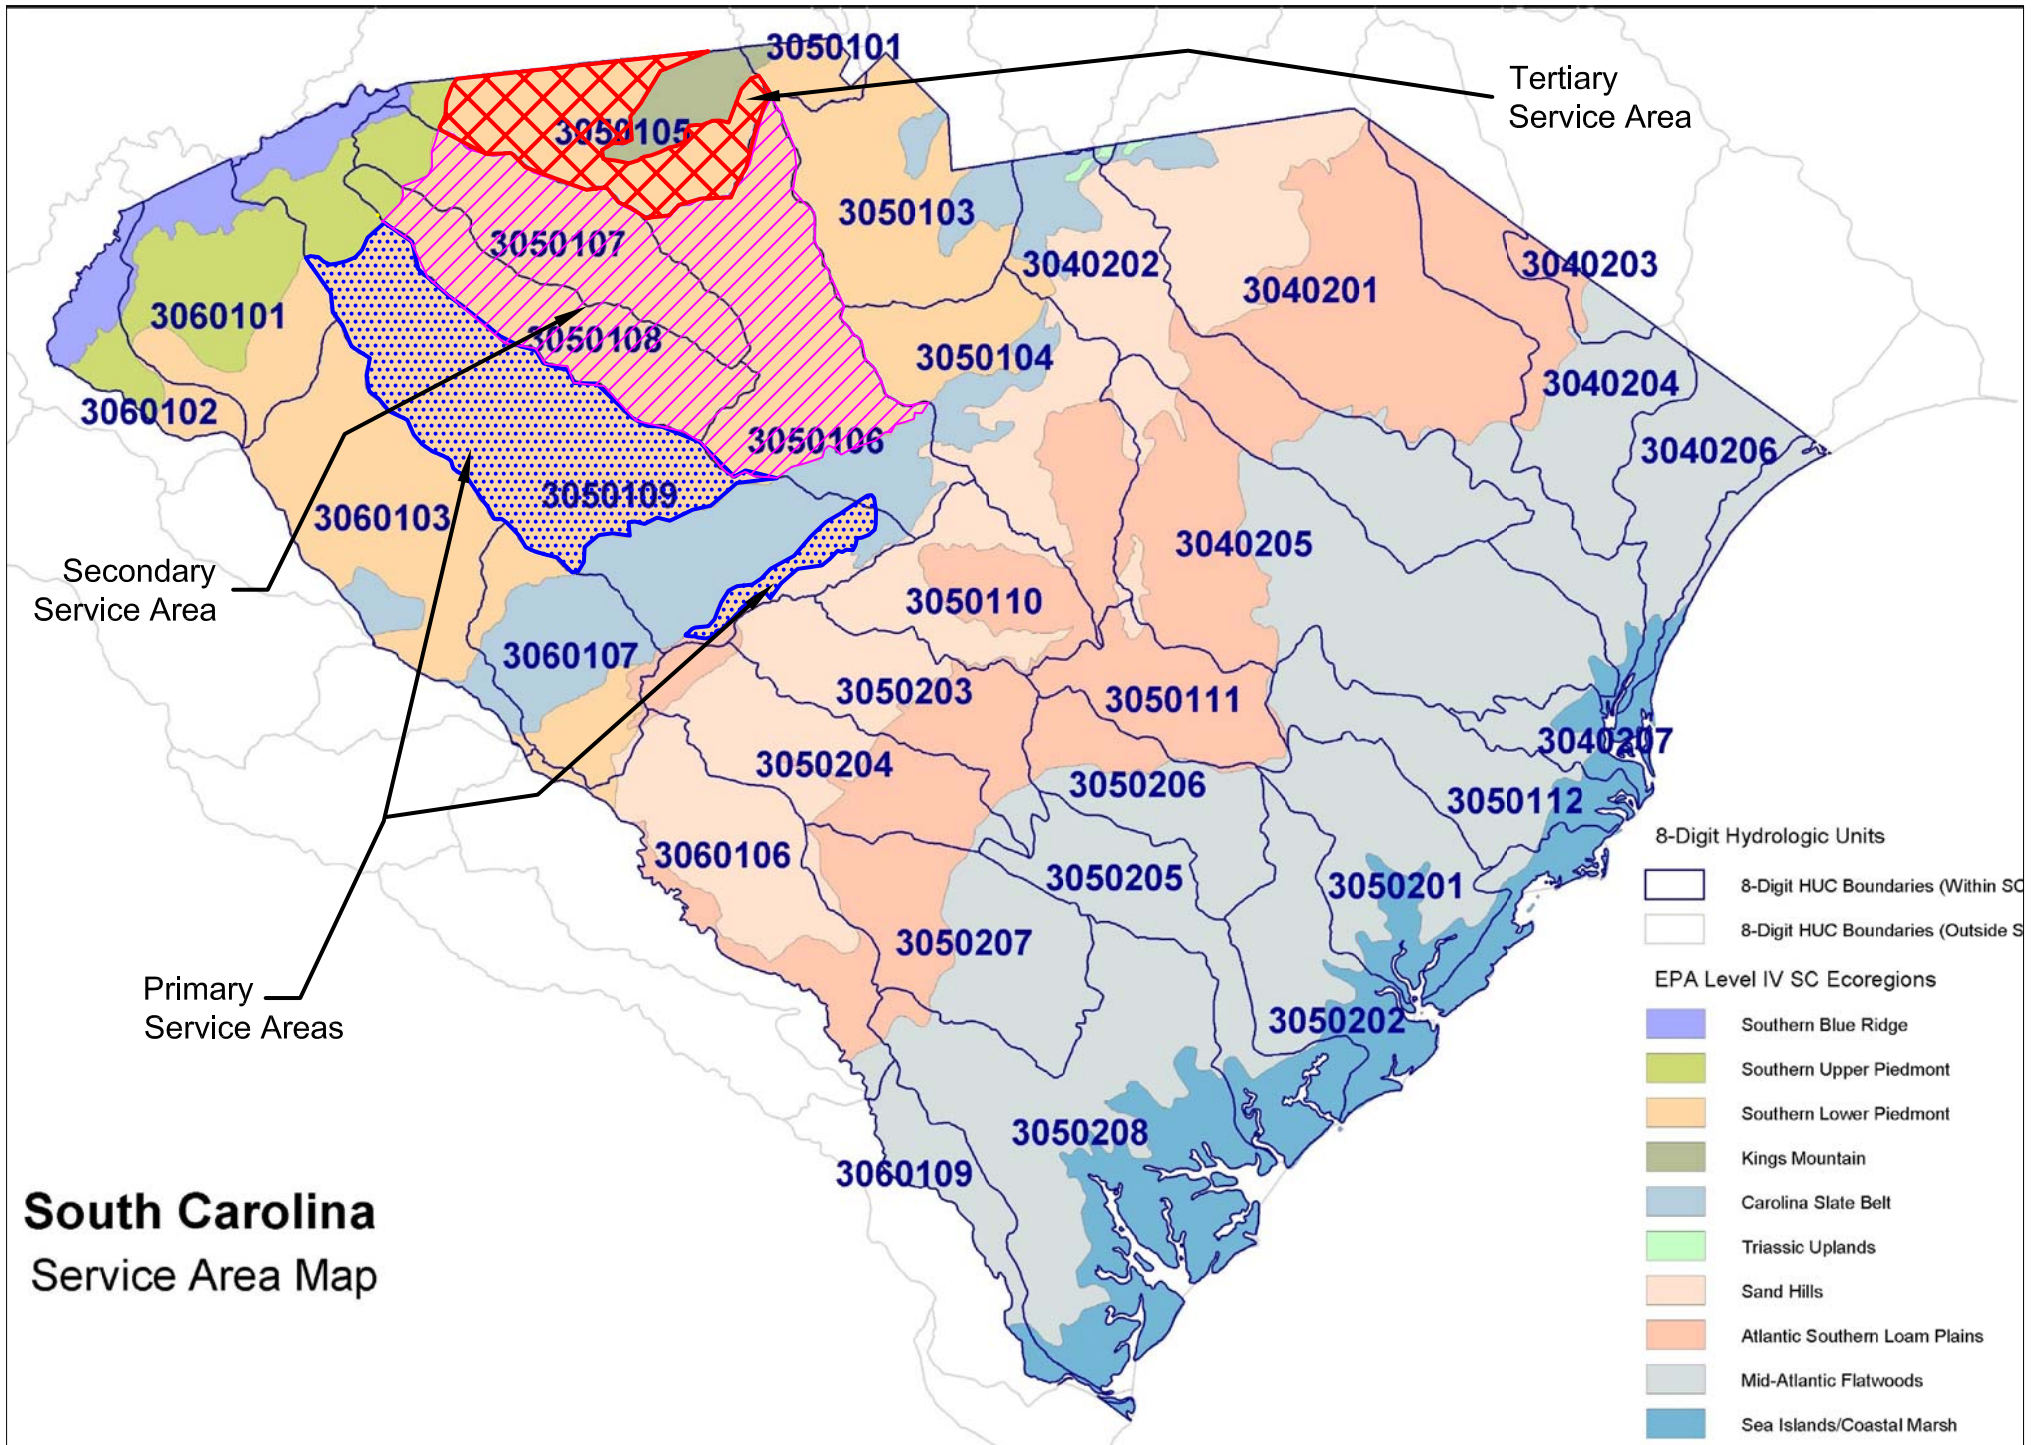 3050101
Tertiary
Service Area
3050105
3050103
3050107
3040202
3040203
3040201
3060101
3050108
3050104
3040204
3060102
3050106
3040206
3050109
3060103
3040205
Secondary
Service Area
3050110
3060107
3050203
3050111
3040207
3050204
3050206
3050112
3060106
3050205
3050201
3050207
Primary
Service Areas
3050202
3050208
3060109
South Carolina
Service Area Map
8-Digit Hydrologic Units
8-Digit HUC Boundaries (Within SC
8-Digit HUC Boundaries (Outside S
EPA Level IV SC Ecoregions
Southern Blue Ridge
Southern Upper Piedmont
Southern Lower Piedmont
Kings Mountain
Carolina Slate Belt
Triassic Uplands
Sand Hills
Atlantic Southern Loam Plains
Mid-Atlantic Flatwoods
Sea Islands/Coastal Marsh